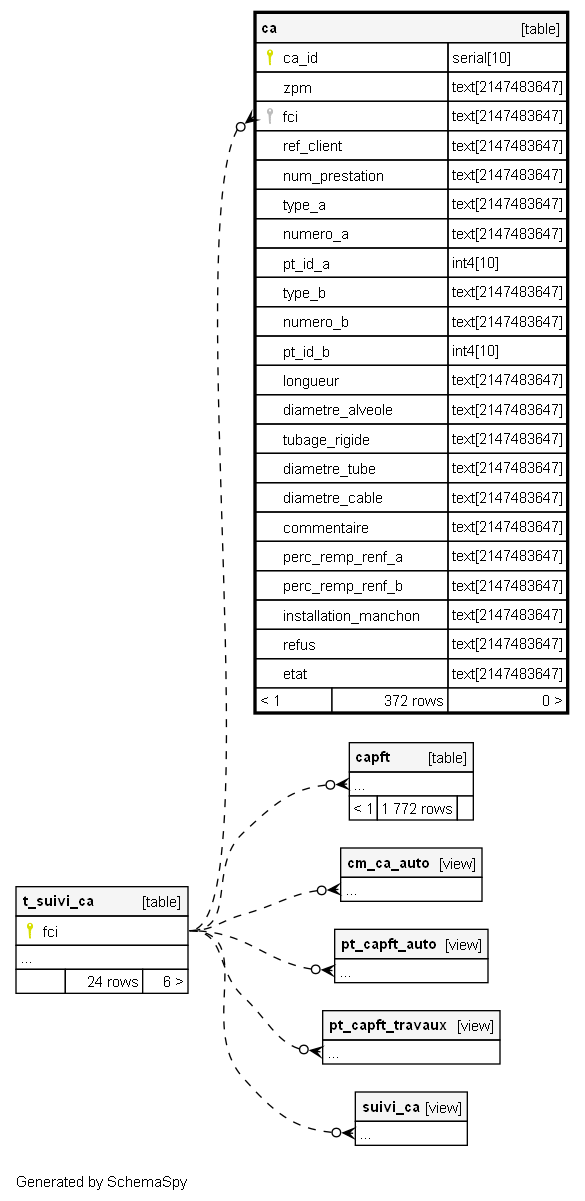 ca [table]
ca_id serial[10]
zpm text[2147483647]
fci text[2147483647]
ref_client text[2147483647]
num_prestation text[2147483647]
type_a text[2147483647]
numero_a text[2147483647]
pt_id_a int4[10]
type_b text[2147483647]
numero_b text[2147483647]
pt_id_b int4[10]
longueur text[2147483647]
diametre_alveole text[2147483647]
tubage_rigide text[2147483647]
diametre_tube text[2147483647]
diametre_cable text[2147483647]
commentaire text[2147483647]
perc_remp_renf_a text[2147483647]
perc_remp_renf_b text[2147483647]
installation_manchon text[2147483647]
refus text[2147483647]
etat text[2147483647]
< 1 372 rows 0 >
capft [table]
...
< 1 1 772 rows
cm_ca_auto [view]
...
t_suivi_ca [table]
fci
...
24 rows 6 >
pt_capft_auto [view]
...
pt_capft_travaux [view]
...
suivi_ca [view]
...
Generated by SchemaSpy